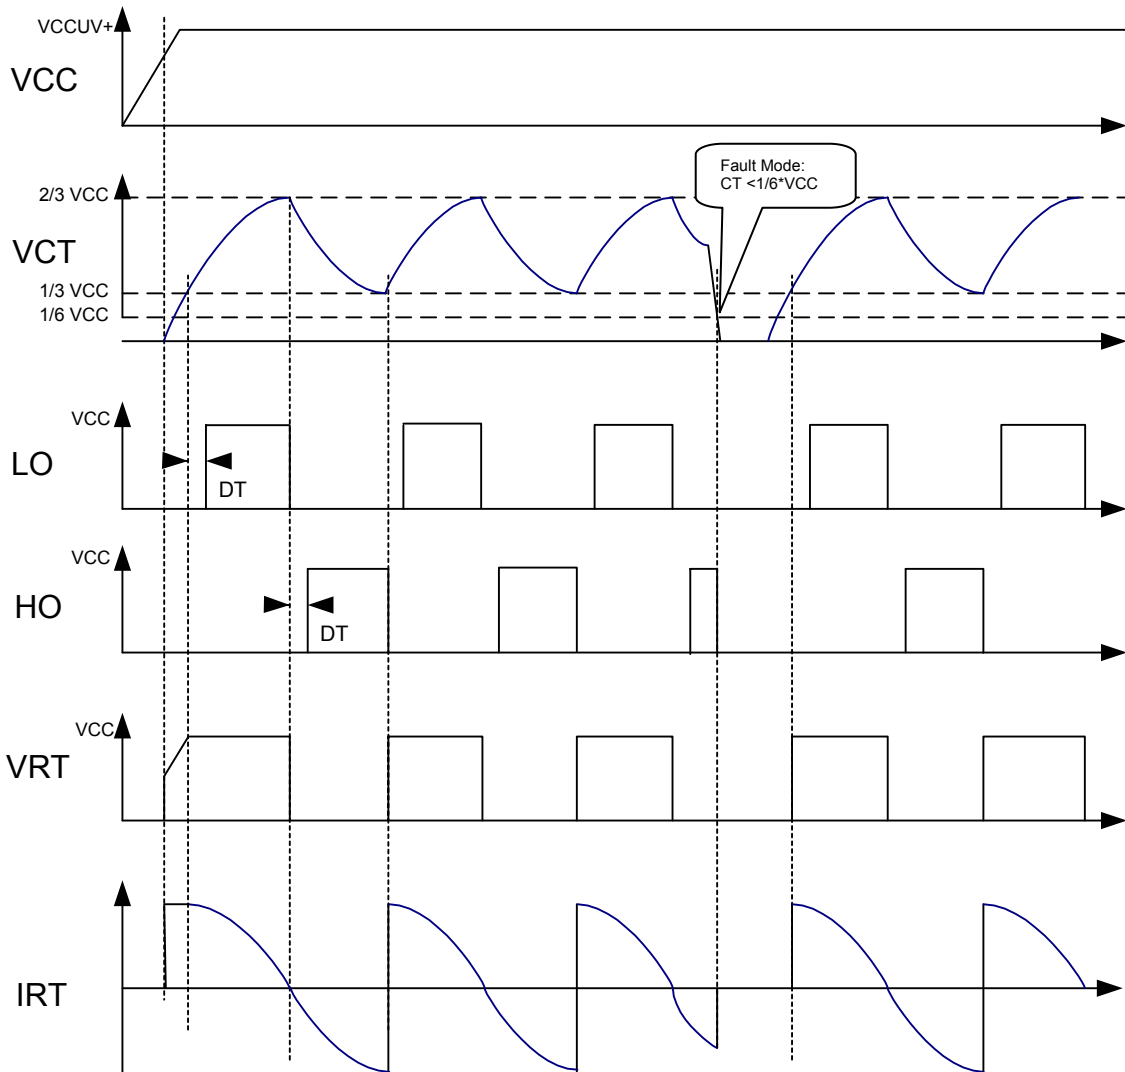 VCCUV+
VCC
Fault Mode:
CT <1/6*VCC
2/3 VCC
VCT
1/3 VCC
1/6 VCC
VCC
LO
DT
VCC
HO
DT
VCC
VRT
IRT